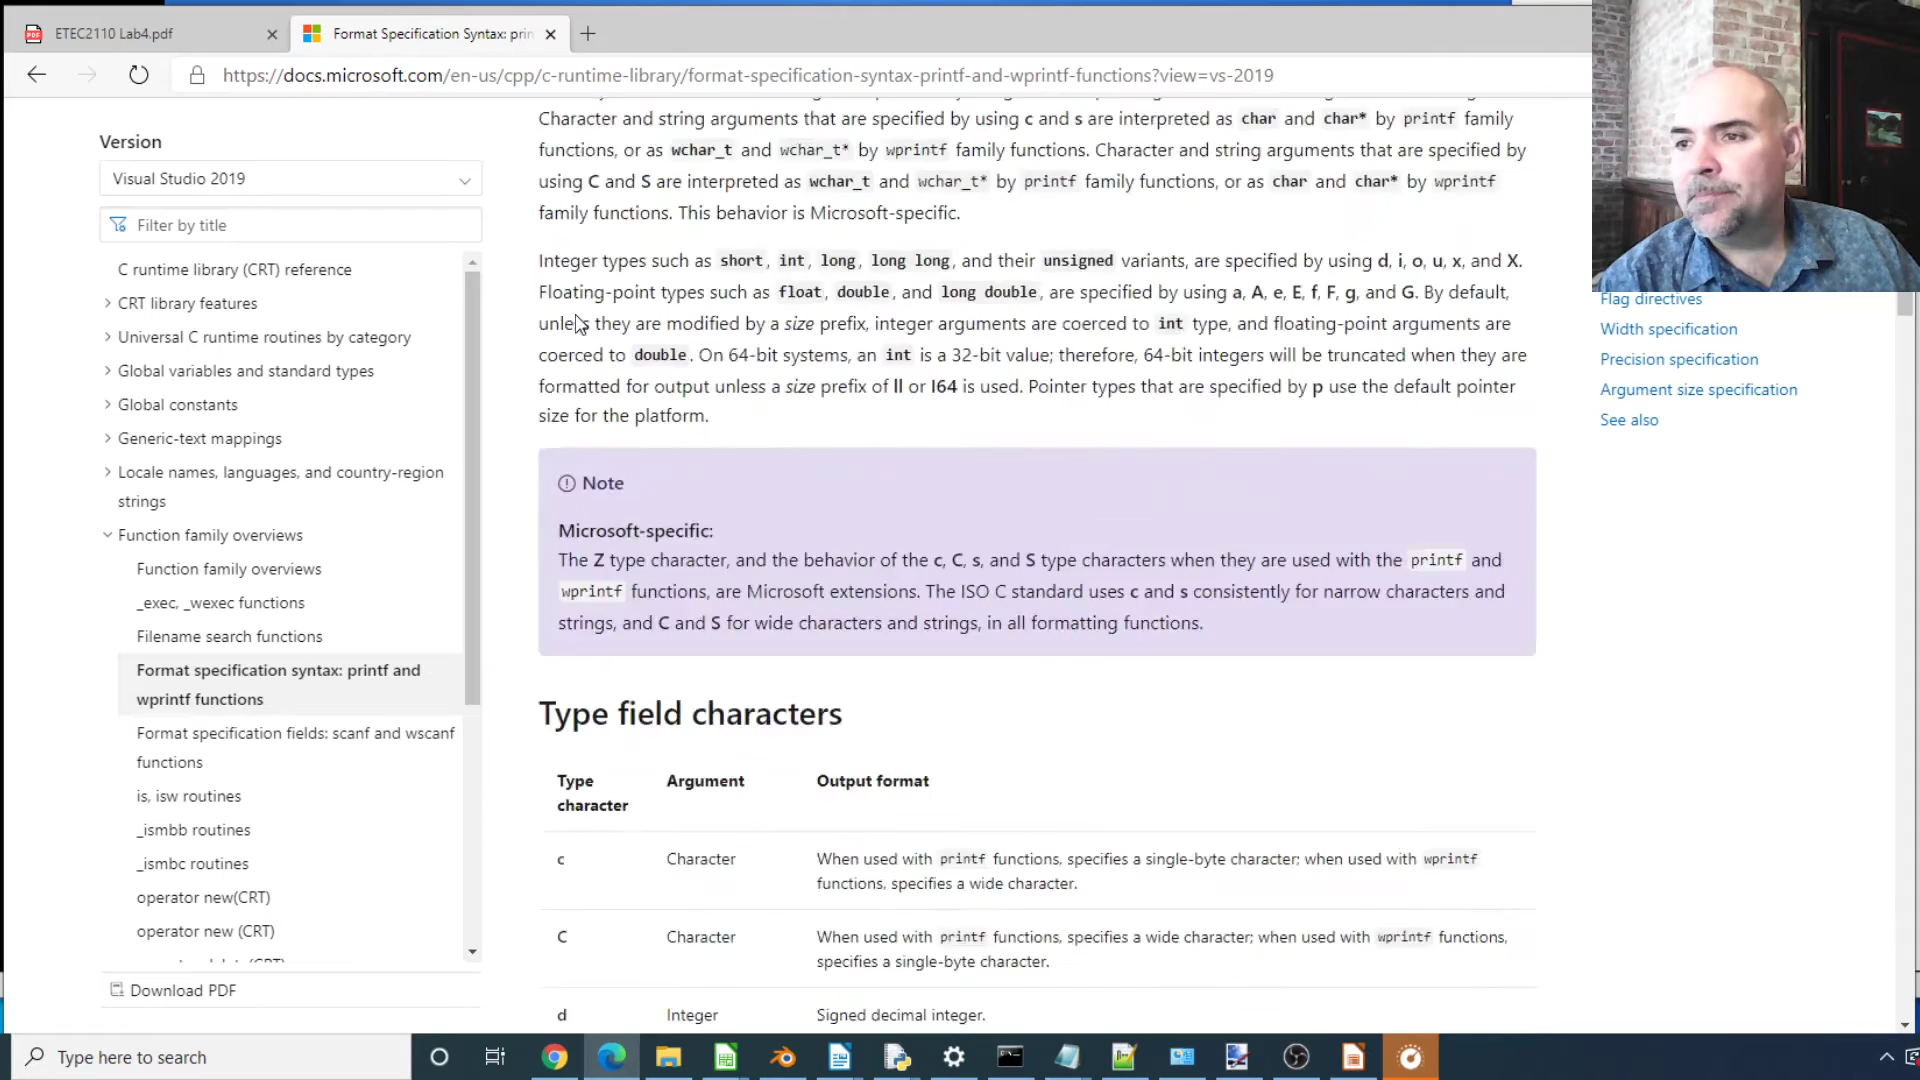 ETEC2110 Lab4.pdf
Format Specification Syntax: prin
https://docs.microsoft.com/en-us/cpp/c-runtime-library/format-specification-syntax-printf-and-wprintf-functions?view=vs-2019
Version
Visual Studio 2019
Filter by title
C runtime library (CRT) reference
CRT library features
Universal C runtime routines by category
Global variables and standard types
Global constants
Generic-text mappings
Locale names, languages, and country-region
strings
Function family overviews
Function family overviews
_exec, _wexec functions
Filename search functions
Format specification syntax: printf and
wprintf functions
Format specification fields: scanf and wscanf
functions
is, isw routines
_ismbb routines
_ismbc routines
operator new(CRT)
operator new (CRT)
Download PDF
Character and string arguments that are specified by using c and s are interpreted as char and char* by printf family
functions, or as wchar_t and wchar_t* by wprintf family functions. Character and string arguments that are specified by
using C and S are interpreted as wchar_t and wchar_t* by printf family functions, or as char and char* by wprintf
family functions. This behavior is Microsoft-specific.
Integer types such as short, int, long, long long, and their unsigned variants, are specified by using d, i, o, u, x, and X.
Floating-point types such as float, double, and long double, are specified by using a, A, e, E, f, F, g, and G. By default,
unless they are modified by a size prefix, integer arguments are coerced to int type, and floating-point arguments are
coerced to double. On 64-bit systems, an int is a 32-bit value; therefore, 64-bit integers will be truncated when they are
formatted for output unless a size prefix of ll or I64 is used. Pointer types that are specified by p use the default pointer
size for the platform.
Note
Microsoft-specific:
The Z type character, and the behavior of the c, C, s, and S type characters when they are used with the printf and
wprintf functions, are Microsoft extensions. The ISO C standard uses c and s consistently for narrow characters and
strings, and C and S for wide characters and strings, in all formatting functions.
Type field characters
Type
character
Argument
Output format
c
Character
When used with printf functions, specifies a single-byte character; when used with wprintf
functions, specifies a wide character.
C
Character
When used with printf functions, specifies a wide character; when used with wprintf functions,
specifies a single-byte character.
d
Integer
Signed decimal integer.
Flag directives
Width specification
Precision specification
Argument size specification
See also
Type here to search